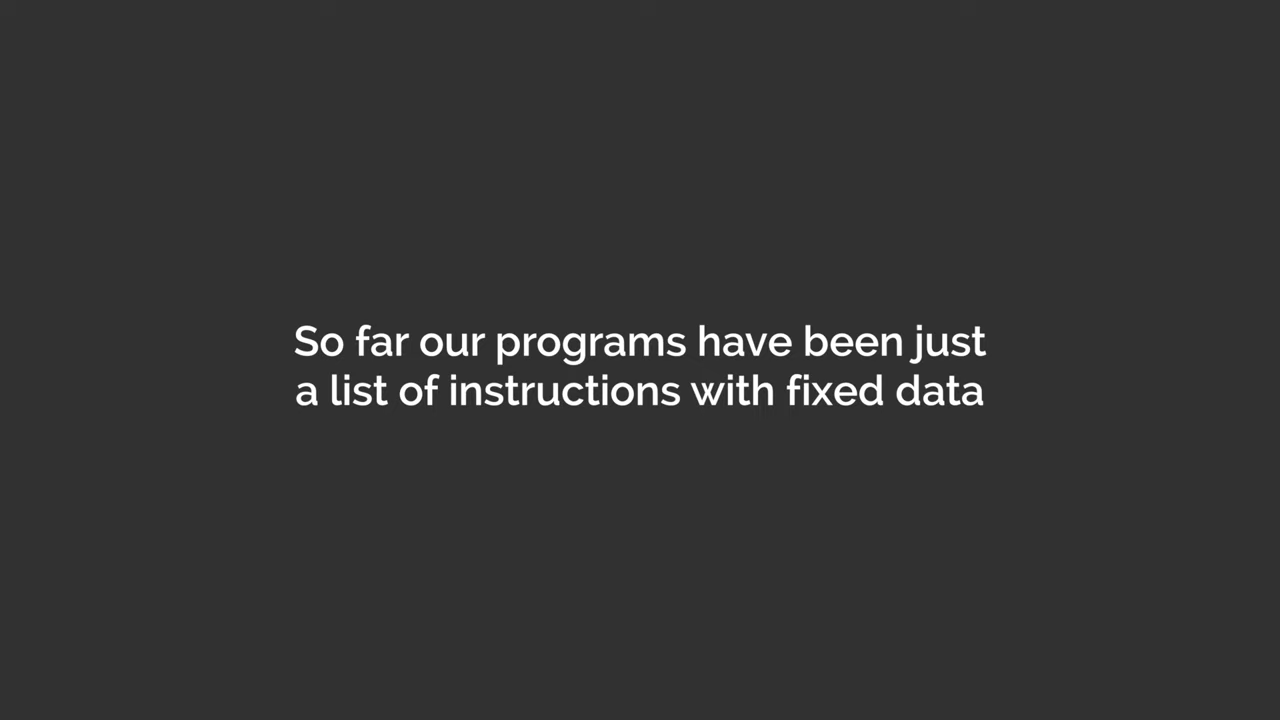 So far our programs have been just
a list of instructions with fixed data